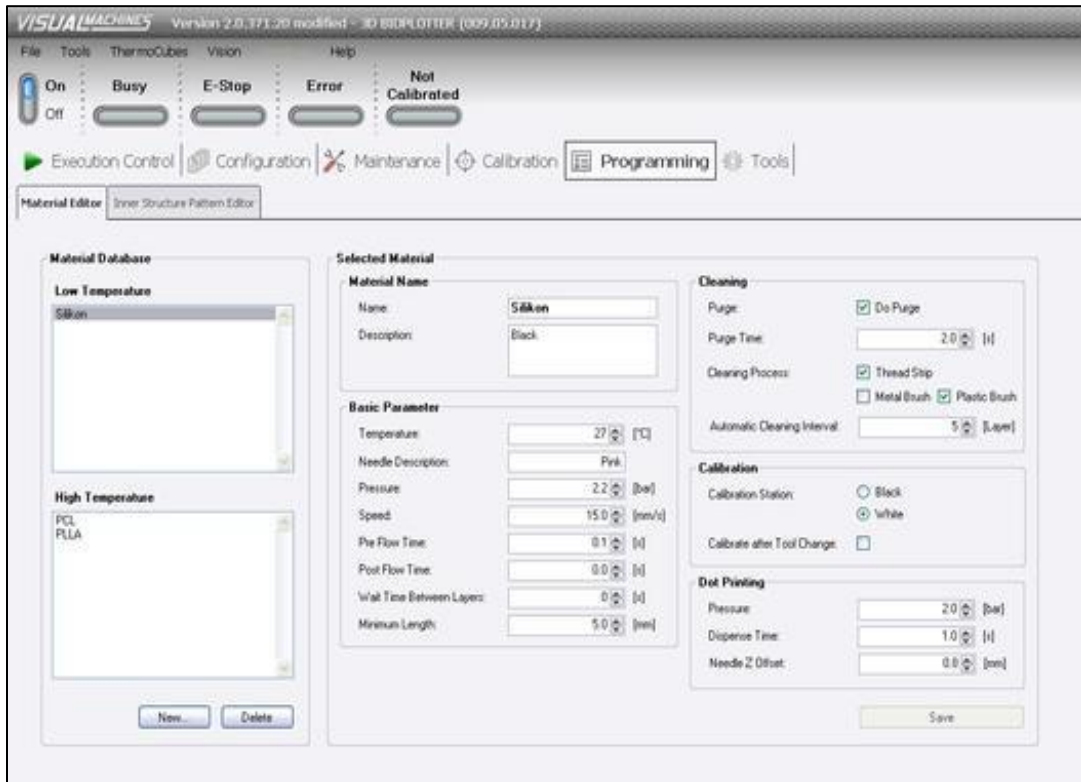 VISUALMACHINES Version 2.0.371.20 modified - 3D BIOPLOTTER (009.05.017)
File Tools ThermoCubes Vision Help
On Off Busy E-Stop Error Not Calibrated
Execution Control Configuration Maintenance Calibration Programming Tools
Material Editor Inner Structure Pattern Editor
Material Database
Low Temperature
Silikon
High Temperature
PCL
PLLA
New... Delete
Selected Material
Material Name
Name: Silikon
Description: Black
Basic Parameter
Temperature: 27 [°C]
Needle Description: Pink
Pressure: 2.2 [bar]
Speed: 15.0 [mm/s]
Pre Flow Time: 0.1 [s]
Post Flow Time: 0.0 [s]
Wait Time Between Layers: 0 [s]
Minimum Length: 5.0 [mm]
Cleaning
Purge: Do Purge
Purge Time: 2.0 [s]
Cleaning Process: Thread Strip
Metal Brush Plastic Brush
Automatic Cleaning Interval: 5 [Layer]
Calibration
Calibration Station: Black
White
Calibrate after Tool Change:
Dot Printing
Pressure: 2.0 [bar]
Dispense Time: 1.0 [s]
Needle Z Offset: 0.0 [mm]
Save